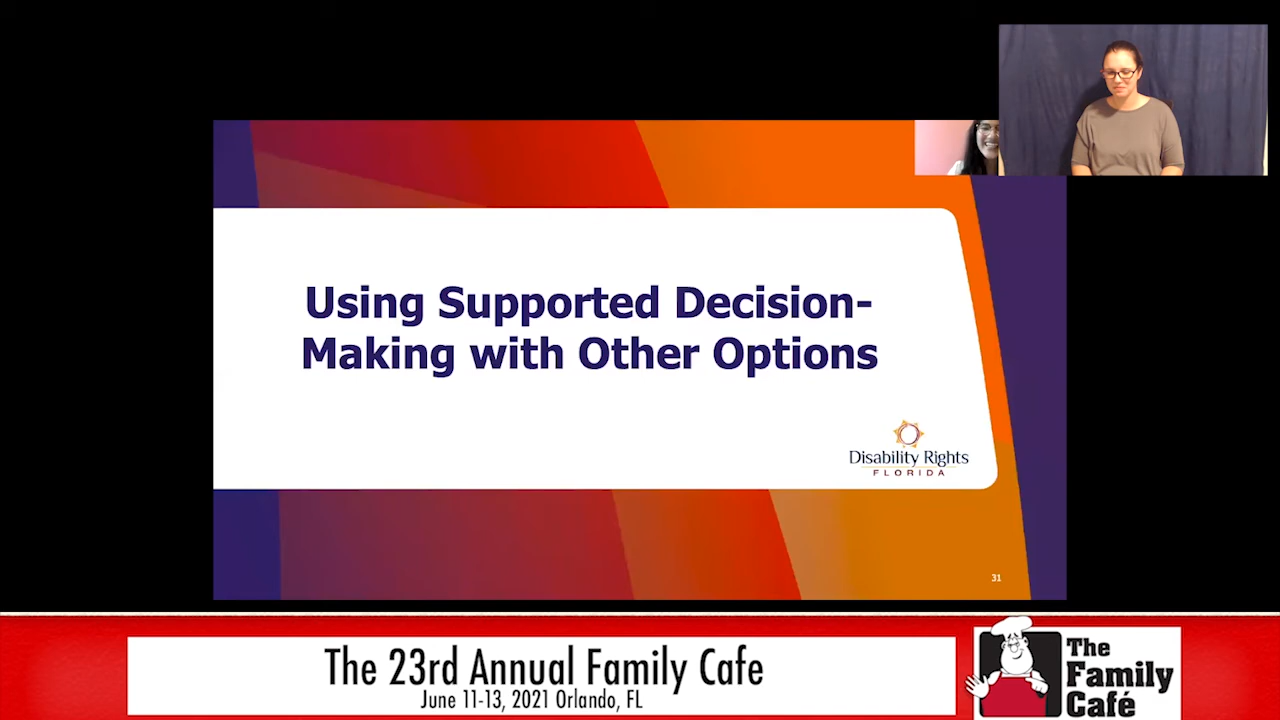 Using Supported Decision-
Making with Other Options
Disability Rights
FLORIDA
31
The 23rd Annual Family Cafe
June 11-13, 2021 Orlando, FL
The
Family
Café